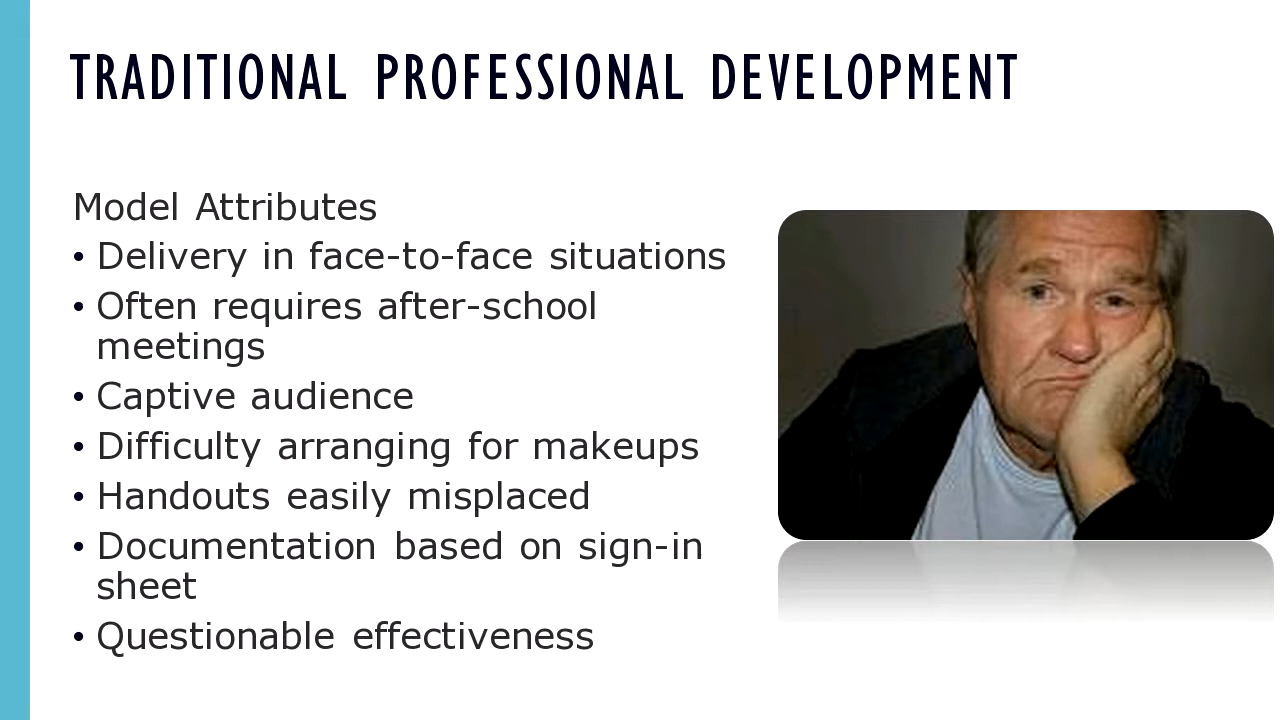 TRADITIONAL PROFESSIONAL DEVELOPMENT
Model Attributes
• Delivery in face-to-face situations
• Often requires after-school
meetings
• Captive audience
• Difficulty arranging for makeups
• Handouts easily misplaced
• Documentation based on sign-in
sheet
• Questionable effectiveness